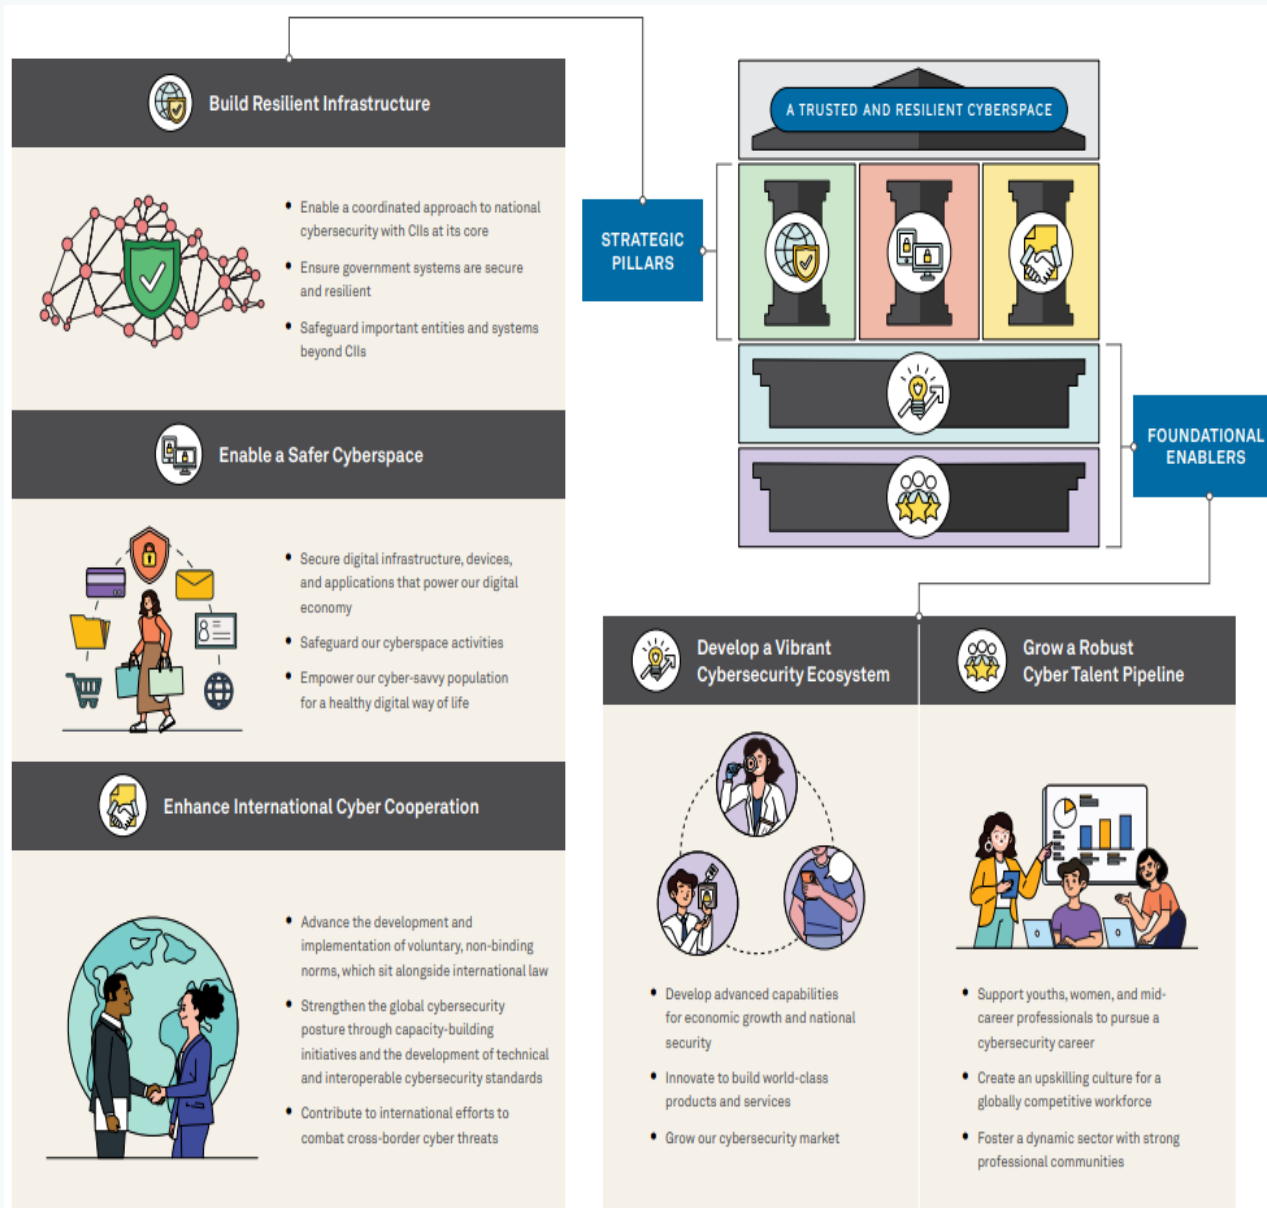 Build Resilient Infrastructure
• Enable a coordinated approach to national
cybersecurity with CIIs at its core
• Ensure government systems are secure
and resilient
• Safeguard important entities and systems
beyond CIIs
Enable a Safer Cyberspace
• Secure digital infrastructure, devices,
and applications that power our digital
economy
• Safeguard our cyberspace activities
• Empower our cyber-savvy population
for a healthy digital way of life
Enhance International Cyber Cooperation
• Advance the development and
implementation of voluntary, non-binding
norms, which sit alongside international law
• Strengthen the global cybersecurity
posture through capacity-building
initiatives and the development of technical
and interoperable cybersecurity standards
• Contribute to international efforts to
combat cross-border cyber threats
A TRUSTED AND RESILIENT CYBERSPACE
STRATEGIC
PILLARS
FOUNDATIONAL
ENABLERS
Develop a Vibrant
Cybersecurity Ecosystem
• Develop advanced capabilities
for economic growth and national
security
• Innovate to build world-class
products and services
• Grow our cybersecurity market
Grow a Robust
Cyber Talent Pipeline
• Support youths, women, and mid-
career professionals to pursue a
cybersecurity career
• Create an upskilling culture for a
globally competitive workforce
• Foster a dynamic sector with strong
professional communities